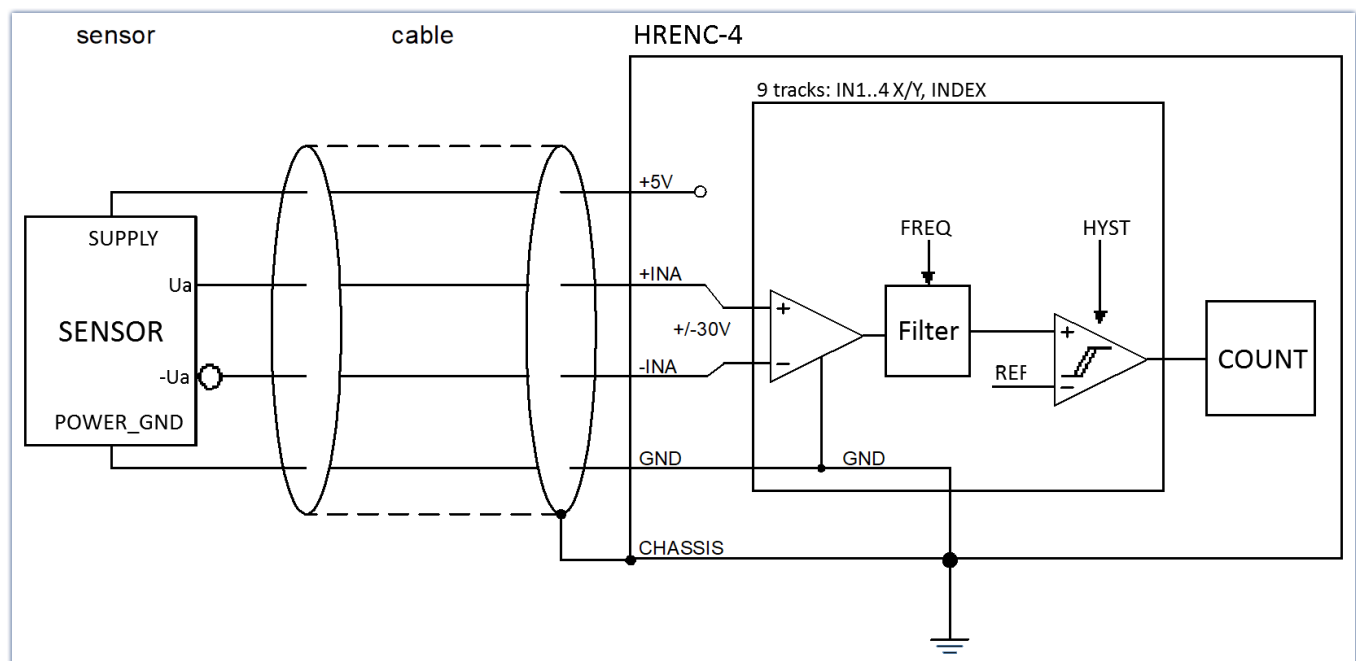 sensor
cable
HRENC-4
9 tracks: IN1..4 X/Y, INDEX
+5V
SUPPLY
FREQ
HYST
Ua
+INA
+
+/-30V
SENSOR
Filter
+
COUNT
-Ua
-INA
−
REF
−
POWER_GND
GND
GND
CHASSIS